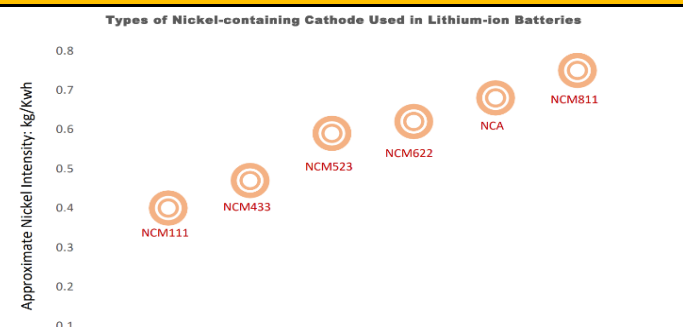 Types of Nickel-containing Cathode Used in Lithium-ion Batteries
Approximate Nickel Intensity: kg/Kwh
0.8
0.7
0.6
0.5
0.4
0.3
0.2
0.1
NCM111
NCM433
NCM523
NCM622
NCA
NCM811